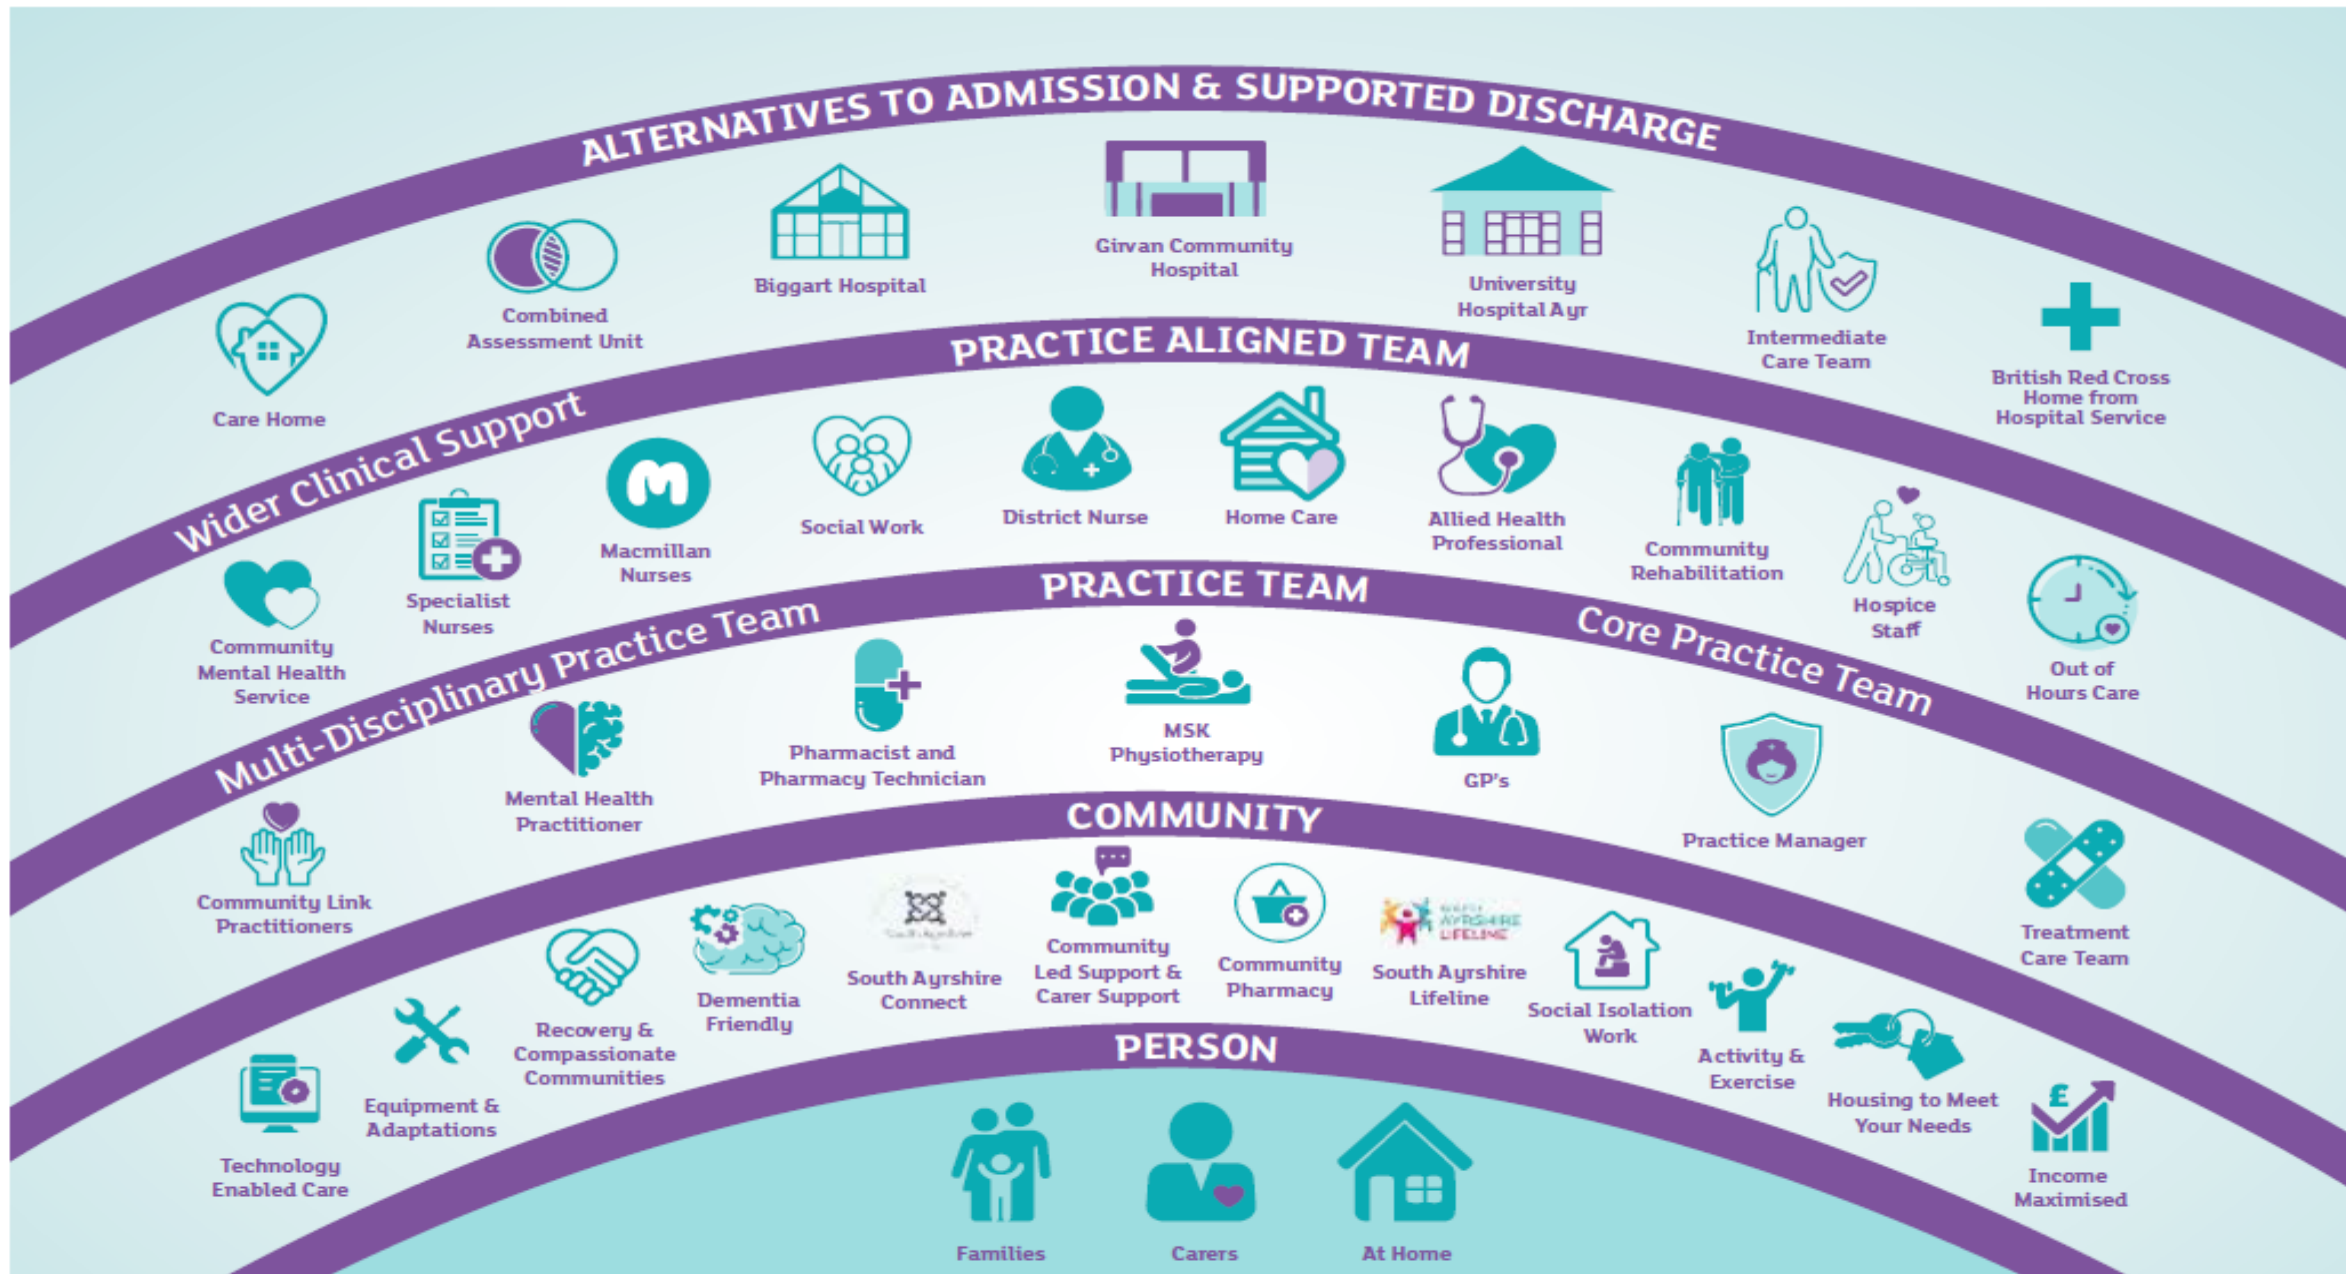 ALTERNATIVES TO ADMISSION & SUPPORTED DISCHARGE
Care Home
Combined
Assessment Unit
Biggart Hospital
Girvan Community
Hospital
University
Hospital Ayr
Intermediate
Care Team
British Red Cross
Home from
Hospital Service
Wider Clinical Support
PRACTICE ALIGNED TEAM
Community
Mental Health
Service
Specialist
Nurses
M
Macmillan
Nurses
Social Work
District Nurse
Home Care
Allied Health
Professional
Community
Rehabilitation
Hospice
Staff
Out of
Hours Care
Multi-Disciplinary Practice Team
PRACTICE TEAM
Core Practice Team
Community Link
Practitioners
Mental Health
Practitioner
Pharmacist and
Pharmacy Technician
MSK
Physiotherapy
GP's
Practice Manager
Treatment
Care Team
COMMUNITY
Technology
Enabled Care
Equipment &
Adaptations
Recovery &
Compassionate
Communities
Dementia
Friendly
South Ayrshire
Connect
Community
Led Support &
Carer Support
Community
Pharmacy
AYRSHIRE
LIFELINE
South Ayrshire
Lifeline
Social Isolation
Work
Activity &
Exercise
Housing to Meet
Your Needs
£
Income
Maximised
PERSON
Families
Carers
At Home